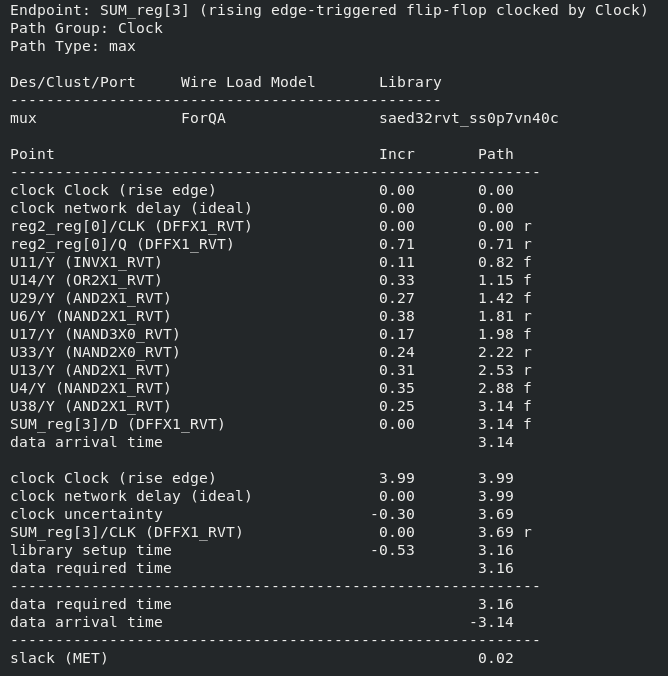 Endpoint: SUM_reg[3] (rising edge-triggered flip-flop clocked by Clock)
Path Group: Clock
Path Type: max
Des/Clust/Port     Wire Load Model       Library
------------------------------------------------
mux                ForQA                 saed32rvt_ss0p7vn40c
Point                                    Incr       Path
-----------------------------------------------------------
clock Clock (rise edge)                  0.00       0.00
clock network delay (ideal)              0.00       0.00
reg2_reg[0]/CLK (DFFX1_RVT)              0.00       0.00 r
reg2_reg[0]/Q (DFFX1_RVT)                0.71       0.71 r
U11/Y (INVX1_RVT)                        0.11       0.82 f
U14/Y (OR2X1_RVT)                        0.33       1.15 f
U29/Y (AND2X1_RVT)                       0.27       1.42 f
U6/Y (NAND2X1_RVT)                       0.38       1.81 r
U17/Y (NAND3X0_RVT)                      0.17       1.98 f
U33/Y (NAND2X0_RVT)                      0.24       2.22 r
U13/Y (AND2X1_RVT)                       0.31       2.53 r
U4/Y (NAND2X1_RVT)                       0.35       2.88 f
U38/Y (AND2X1_RVT)                       0.25       3.14 f
SUM_reg[3]/D (DFFX1_RVT)                 0.00       3.14 f
data arrival time                                   3.14
clock Clock (rise edge)                  3.99       3.99
clock network delay (ideal)              0.00       3.99
clock uncertainty                       -0.30       3.69
SUM_reg[3]/CLK (DFFX1_RVT)               0.00       3.69 r
library setup time                      -0.53       3.16
data required time                                  3.16
-----------------------------------------------------------
data required time                                  3.16
data arrival time                                  -3.14
-----------------------------------------------------------
slack (MET)                                         0.02